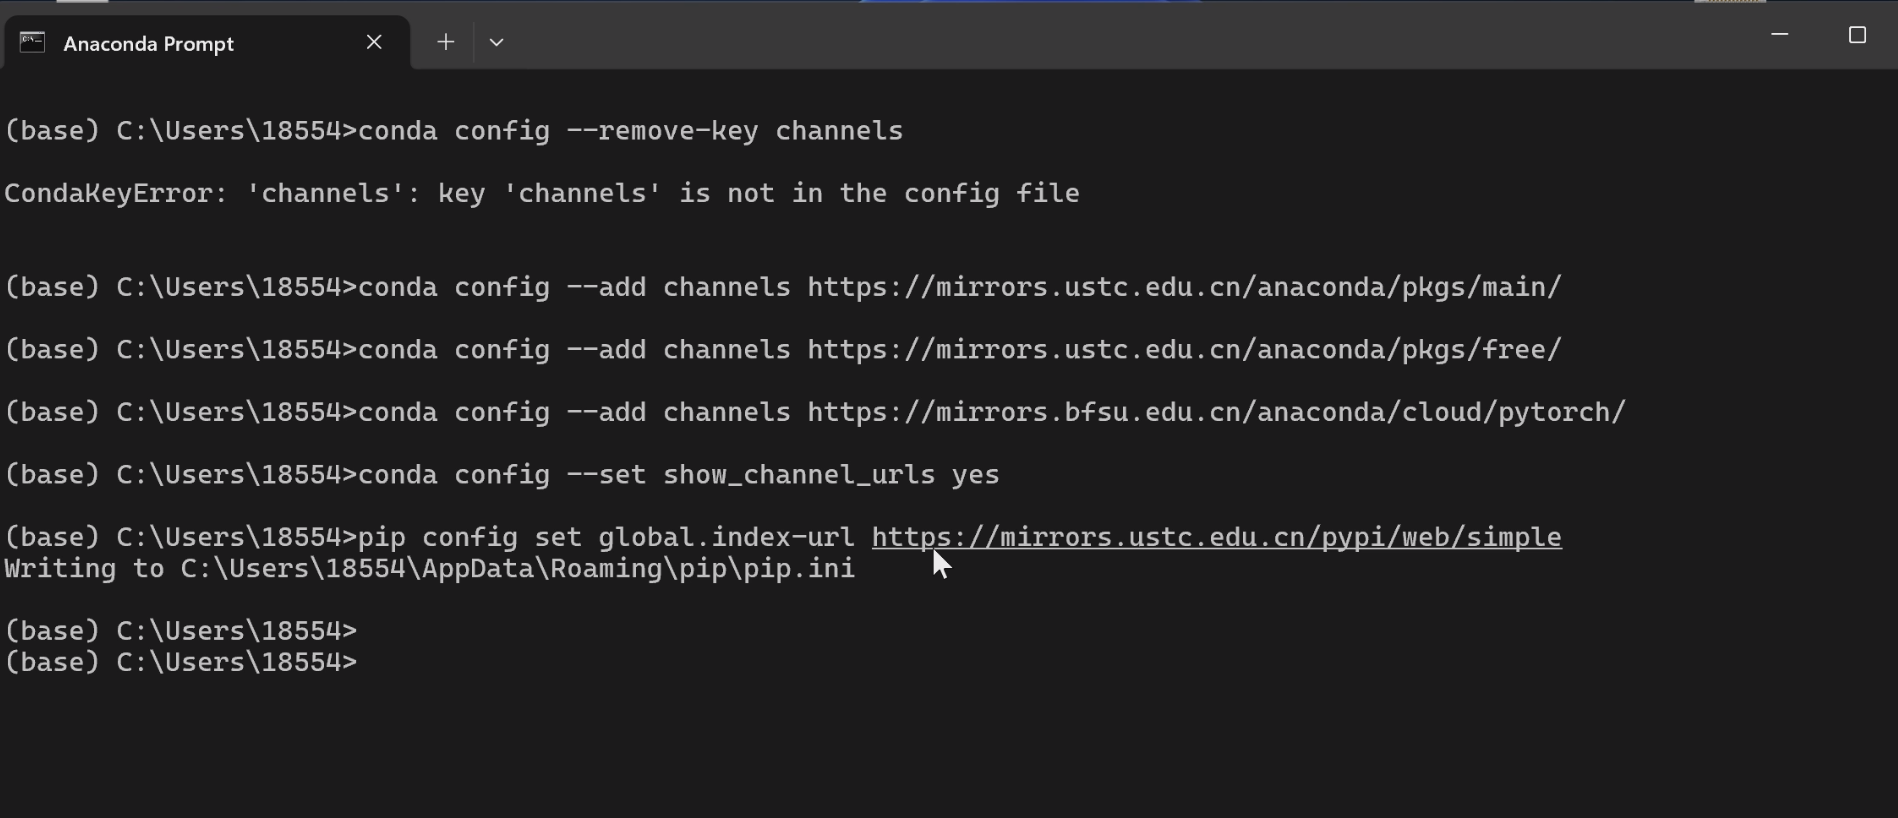 Anaconda Prompt
(base) C:\Users\18554>conda config --remove-key channels
CondaKeyError: 'channels': key 'channels' is not in the config file
(base) C:\Users\18554>conda config --add channels https://mirrors.ustc.edu.cn/anaconda/pkgs/main/
(base) C:\Users\18554>conda config --add channels https://mirrors.ustc.edu.cn/anaconda/pkgs/free/
(base) C:\Users\18554>conda config --add channels https://mirrors.bfsu.edu.cn/anaconda/cloud/pytorch/
(base) C:\Users\18554>conda config --set show_channel_urls yes
(base) C:\Users\18554>pip config set global.index-url https://mirrors.ustc.edu.cn/pypi/web/simple
Writing to C:\Users\18554\AppData\Roaming\pip\pip.ini
(base) C:\Users\18554>
(base) C:\Users\18554>